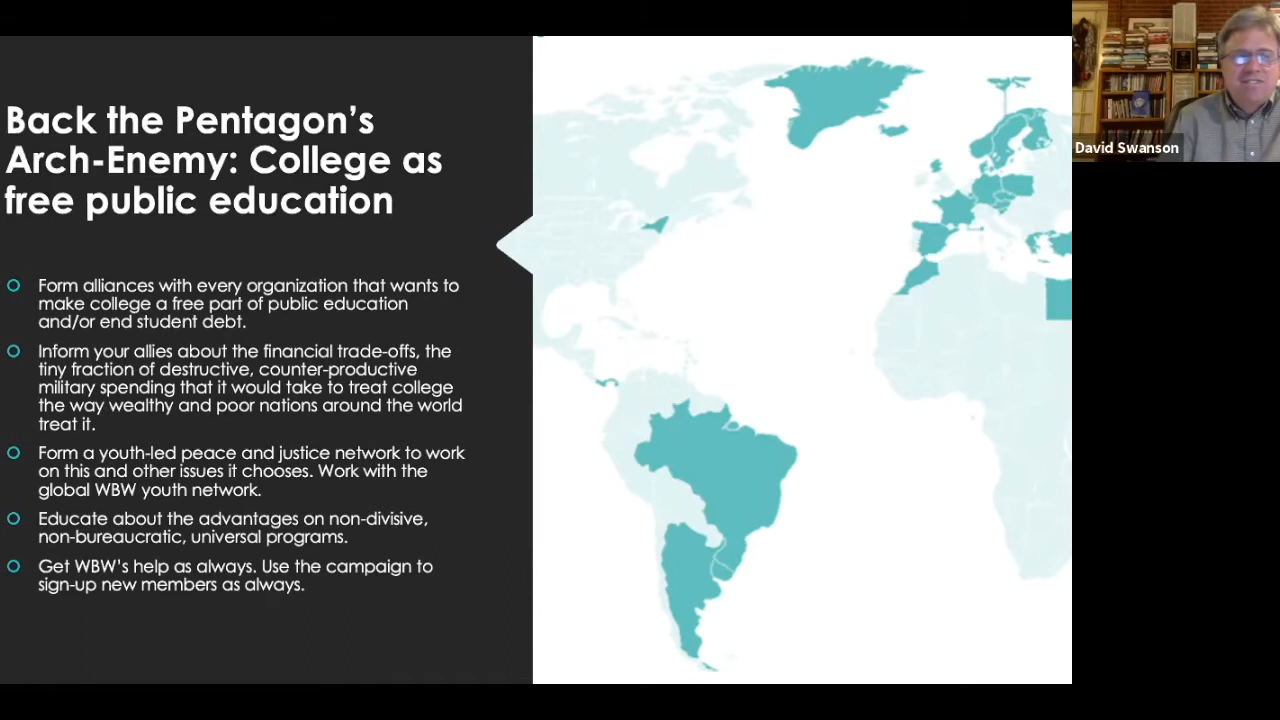 Back the Pentagon's
Arch-Enemy: College as
free public education
Form alliances with every organization that wants to
make college a free part of public education
and/or end student debt.
Inform your allies about the financial trade-offs, the
tiny fraction of destructive, counter-productive
military spending that it would take to treat college
the way wealthy and poor nations around the world
treat it.
Form a youth-led peace and justice network to work
on this and other issues it chooses. Work with the
global WBW youth network.
Educate about the advantages on non-divisive,
non-bureaucratic, universal programs.
Get WBW's help as always. Use the campaign to
sign-up new members as always.
David Swanson